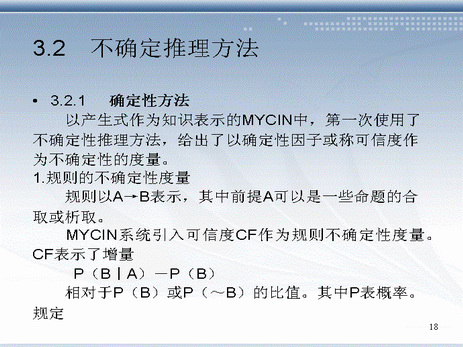 3.2 不确定推理方法
• 3.2.1 确定性方法
以产生式作为知识表示的MYCIN中，第一次使用了
不确定性推理方法，给出了以确定性因子或称可信度作
为不确定性的度量。
1.规则的不确定性度量
规则以A→B表示，其中前提A可以是一些命题的合
取或析取。
MYCIN系统引入可信度CF作为规则不确定性度量。
CF表示了增量
P（B丨A）－P（B）
相对于P（B）或P（～B）的比值。其中P表概率。
规定
18